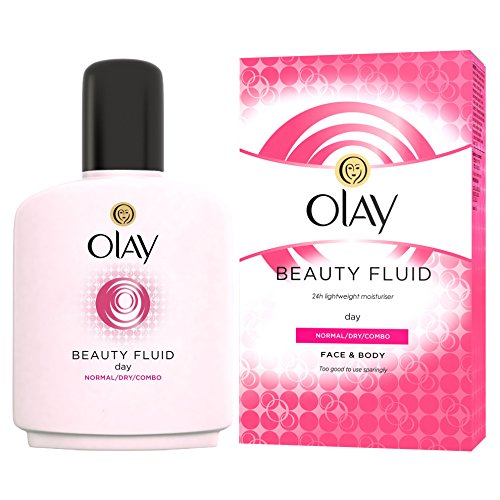 OLAY
BEAUTY FLUID
day
NORMAL/DRY/COMBO
OLAY
BEAUTY FLUID
24h lightweight moisturiser
day
NORMAL/DRY/COMBO
FACE & BODY
Too good to use sparingly